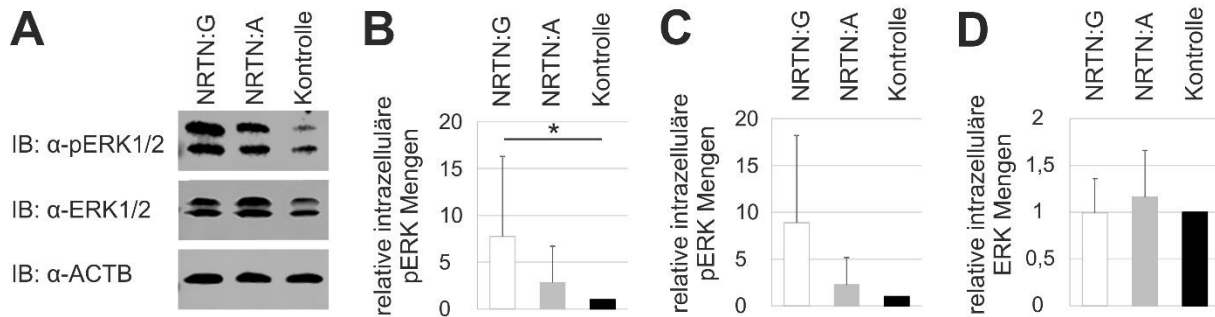 A
NRTN:G
NRTN:A
Kontrolle
IB: α-pERK1/2
IB: α-ERK1/2
IB: α-ACTB
B
NRTN:G
NRTN:A
Kontrolle
relative intrazelluläre
pERK Mengen
20
15
10
5
0
*
C
NRTN:G
NRTN:A
Kontrolle
relative intrazelluläre
pERK Mengen
20
15
10
5
0
D
NRTN:G
NRTN:A
Kontrolle
relative intrazelluläre
ERK Mengen
2
1,5
1
0,5
0